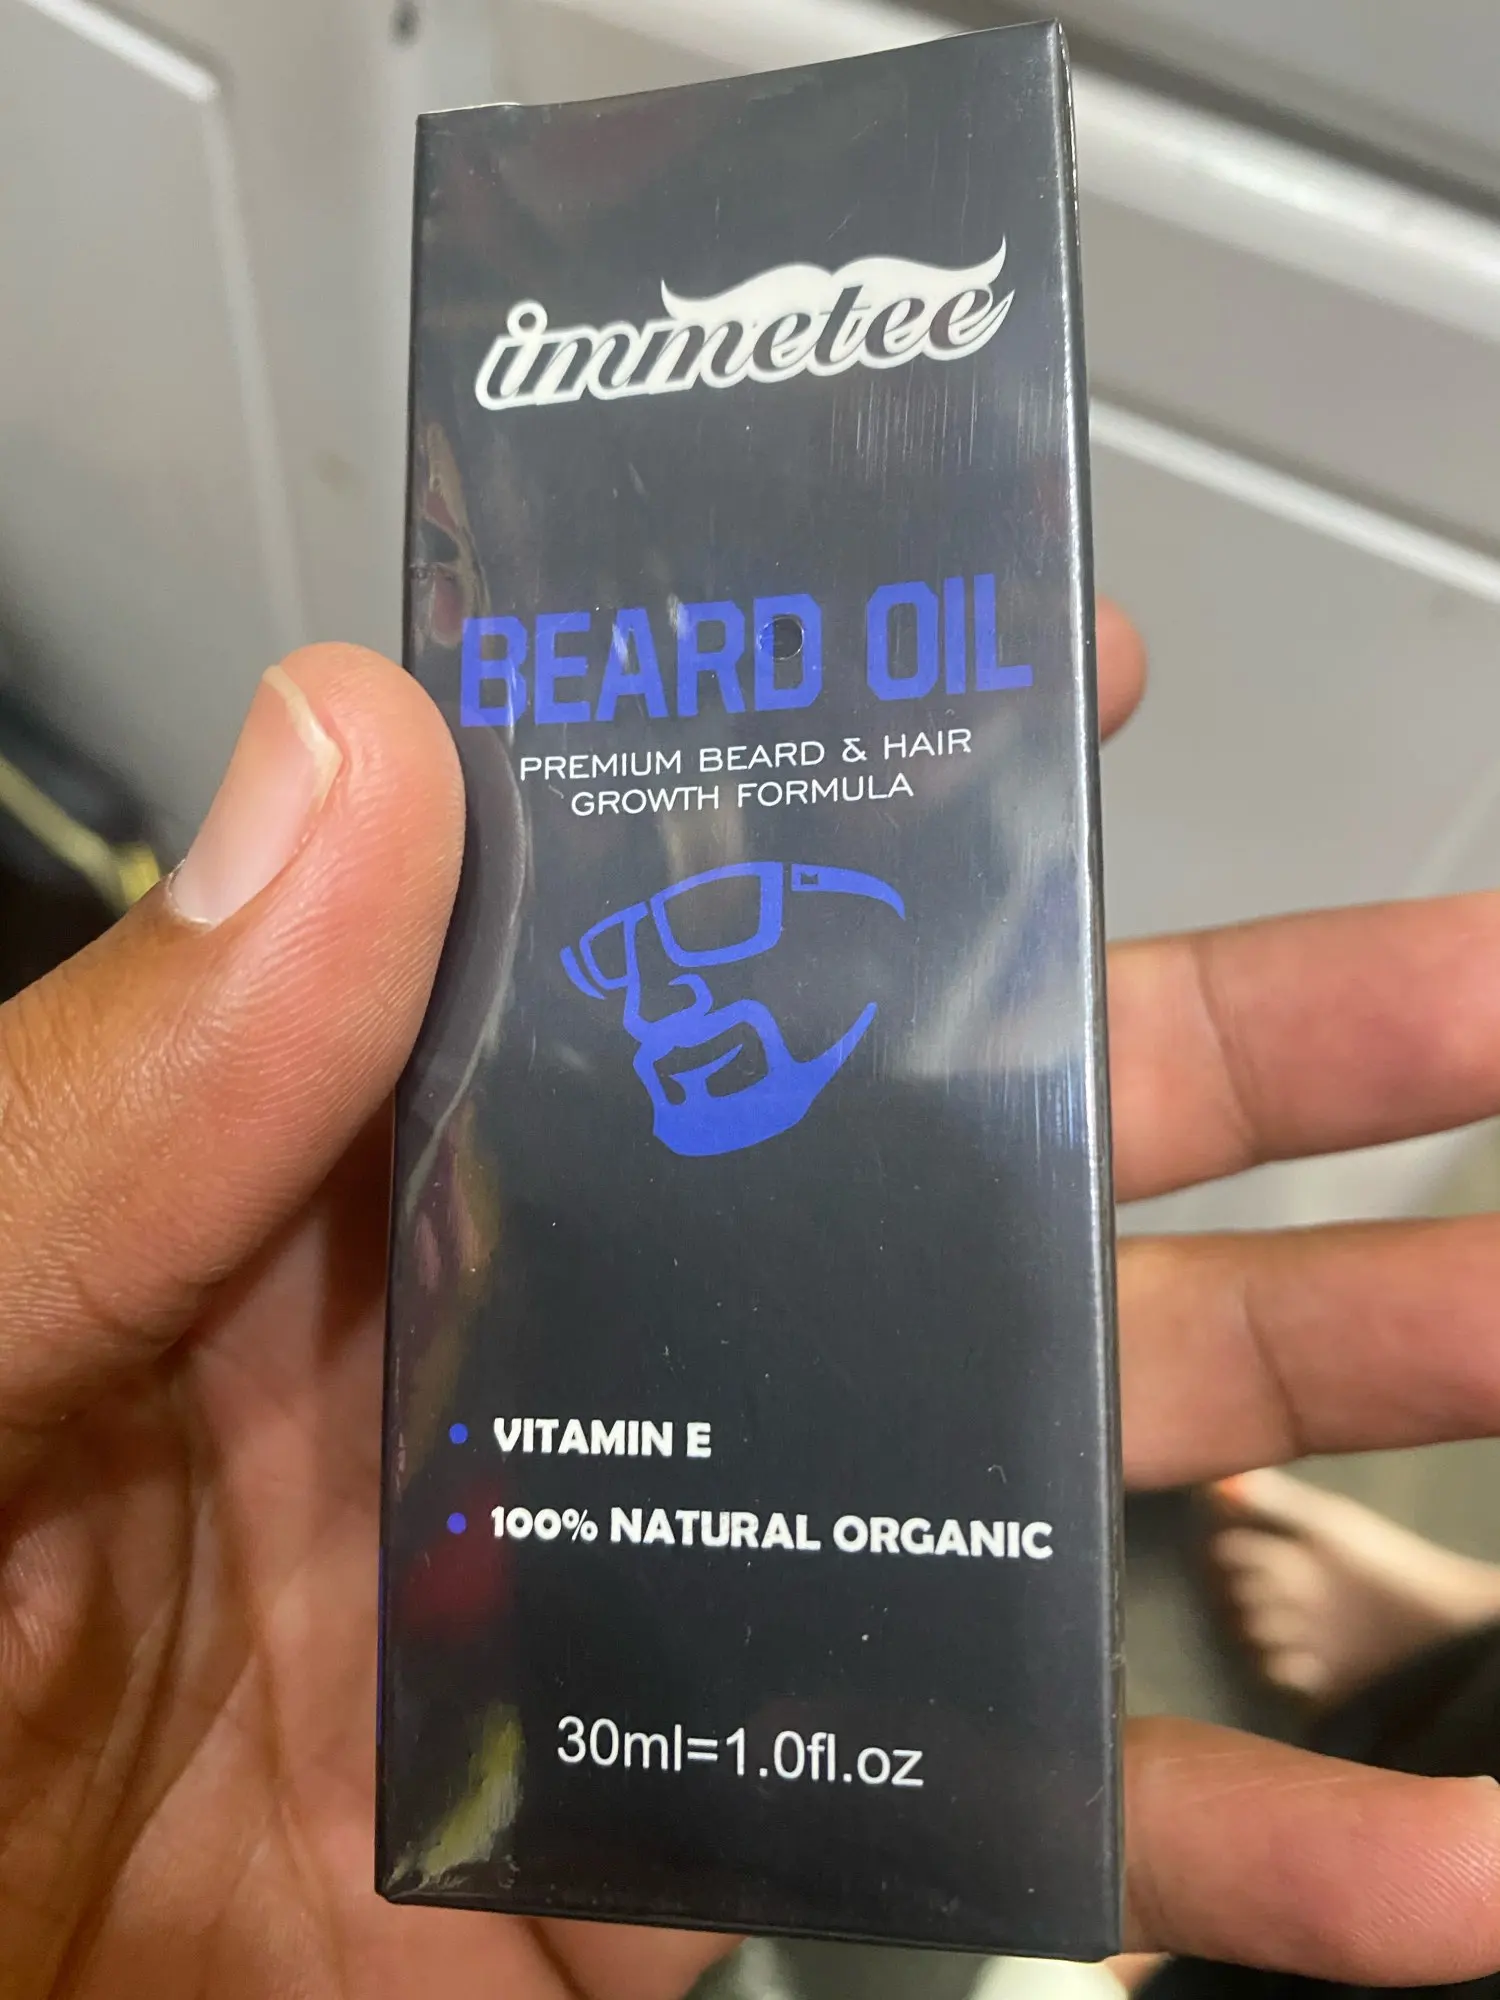 immetee
BEARD OIL
PREMIUM BEARD & HAIR
GROWTH FORMULA
• VITAMIN E
• 100% NATURAL ORGANIC
30ml=1.0fl.oz